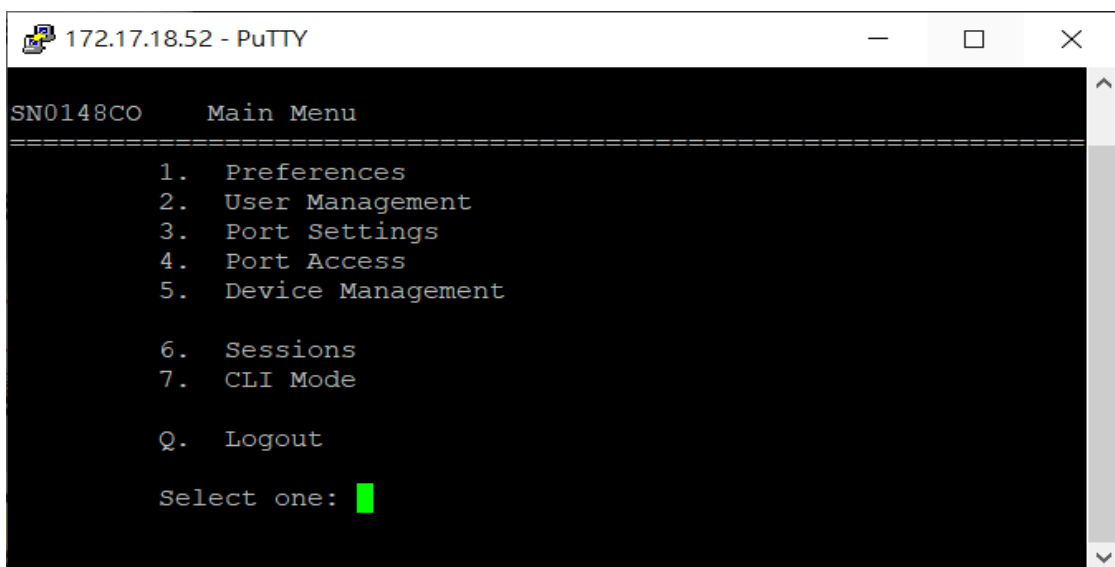 172.17.18.52 - PuTTY
SN0148CO Main Menu
==================================================================
1. Preferences
2. User Management
3. Port Settings
4. Port Access
5. Device Management
6. Sessions
7. CLI Mode
Q. Logout
Select one: